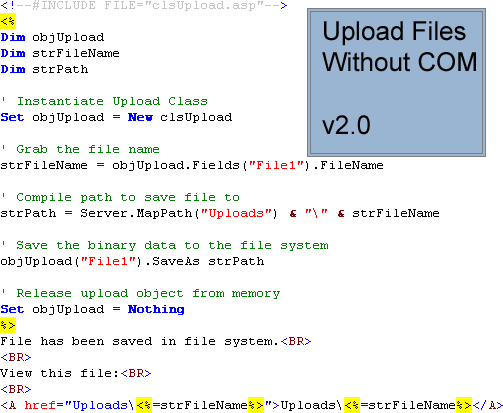 <!--#INCLUDE FILE="clsUpload.asp"-->
<%
Dim objUpload
Dim strFileName
Dim strPath
' Instantiate Upload Class
Set objUpload = New clsUpload
' Grab the file name
strFileName = objUpload.Fields("File1").FileName
' Compile path to save file to
strPath = Server.MapPath("Uploads") & "\" & strFileName
' Save the binary data to the file system
objUpload("File1").SaveAs strPath
' Release upload object from memory
Set objUpload = Nothing
%>
File has been saved in file system.<BR>
<BR>
View this file:<BR>
<BR>
<A href="Uploads\<%=strFileName%>">Uploads\<%=strFileName%></A>
Upload Files
Without COM
v2.0